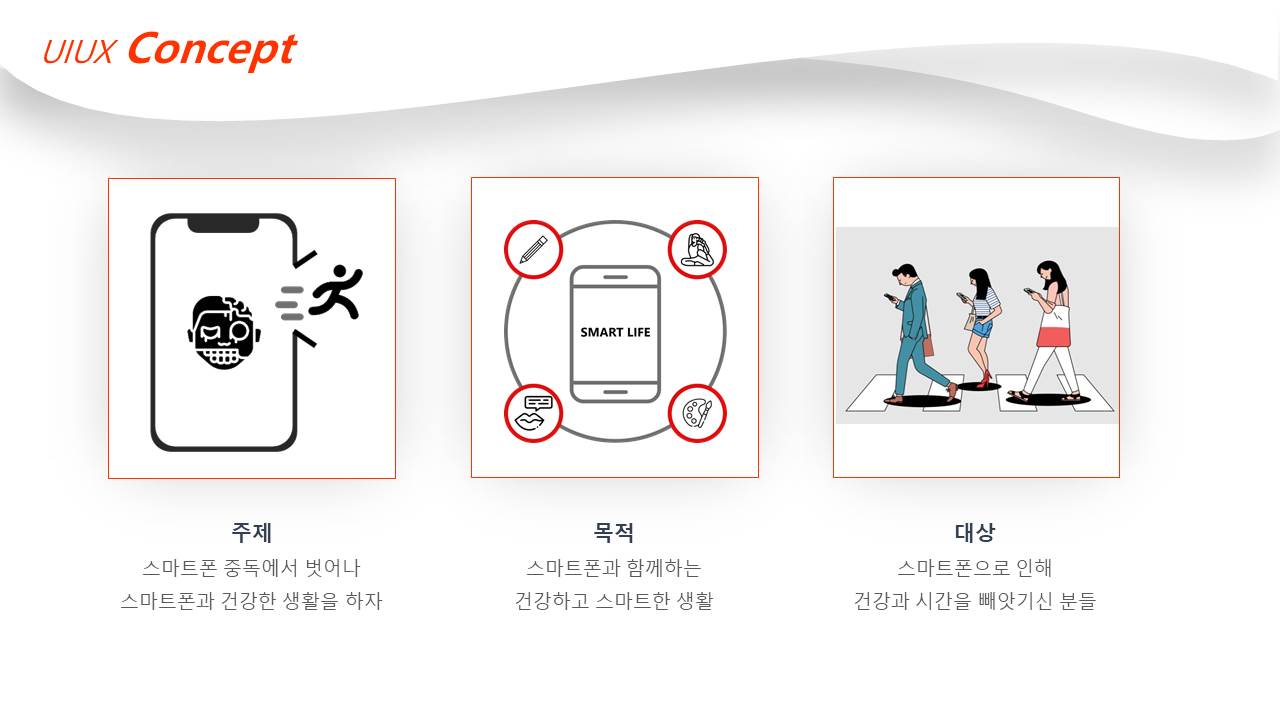 UIUX Concept
SMART LIFE
주제
스마트폰 중독에서 벗어나
스마트폰과 건강한 생활을 하자
목적
스마트폰과 함께하는
건강하고 스마트한 생활
대상
스마트폰으로 인해
건강과 시간을 빼앗기신 분들